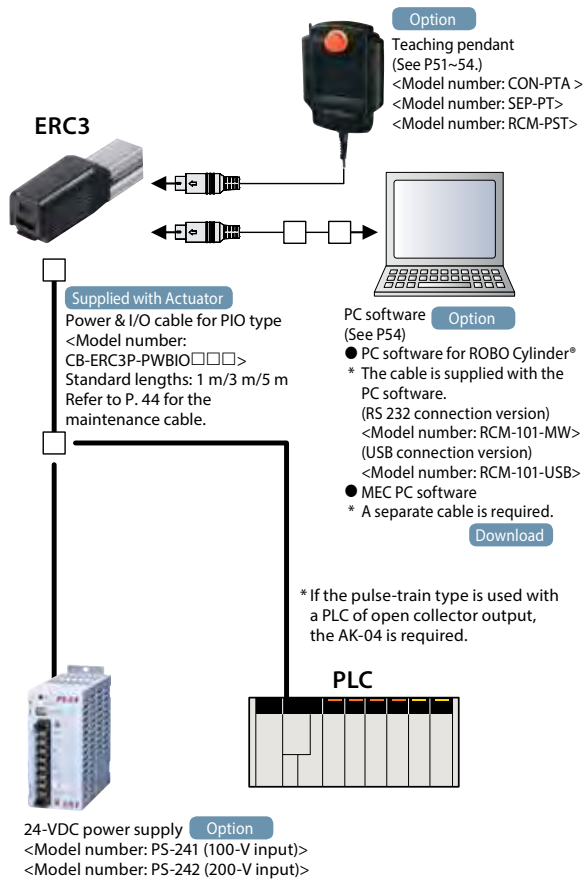 Option
Teaching pendant
(See P51~54.)
<Model number: CON-PTA >
<Model number: SEP-PT>
<Model number: RCM-PST>
ERC3
Supplied with Actuator
Power & I/O cable for PIO type
<Model number:
CB-ERC3P-PWBIO□□□>
Standard lengths: 1 m/3 m/5 m
Refer to P. 44 for the
maintenance cable.
PC software Option
(See P54)
● PC software for ROBO Cylinder®
* The cable is supplied with the
PC software.
(RS 232 connection version)
<Model number: RCM-101-MW>
(USB connection version)
<Model number: RCM-101-USB>
● MEC PC software
* A separate cable is required.
Download
* If the pulse-train type is used with
a PLC of open collector output,
the AK-04 is required.
PLC
PS-24
24-VDC power supply Option
<Model number: PS-241 (100-V input)>
<Model number: PS-242 (200-V input)>